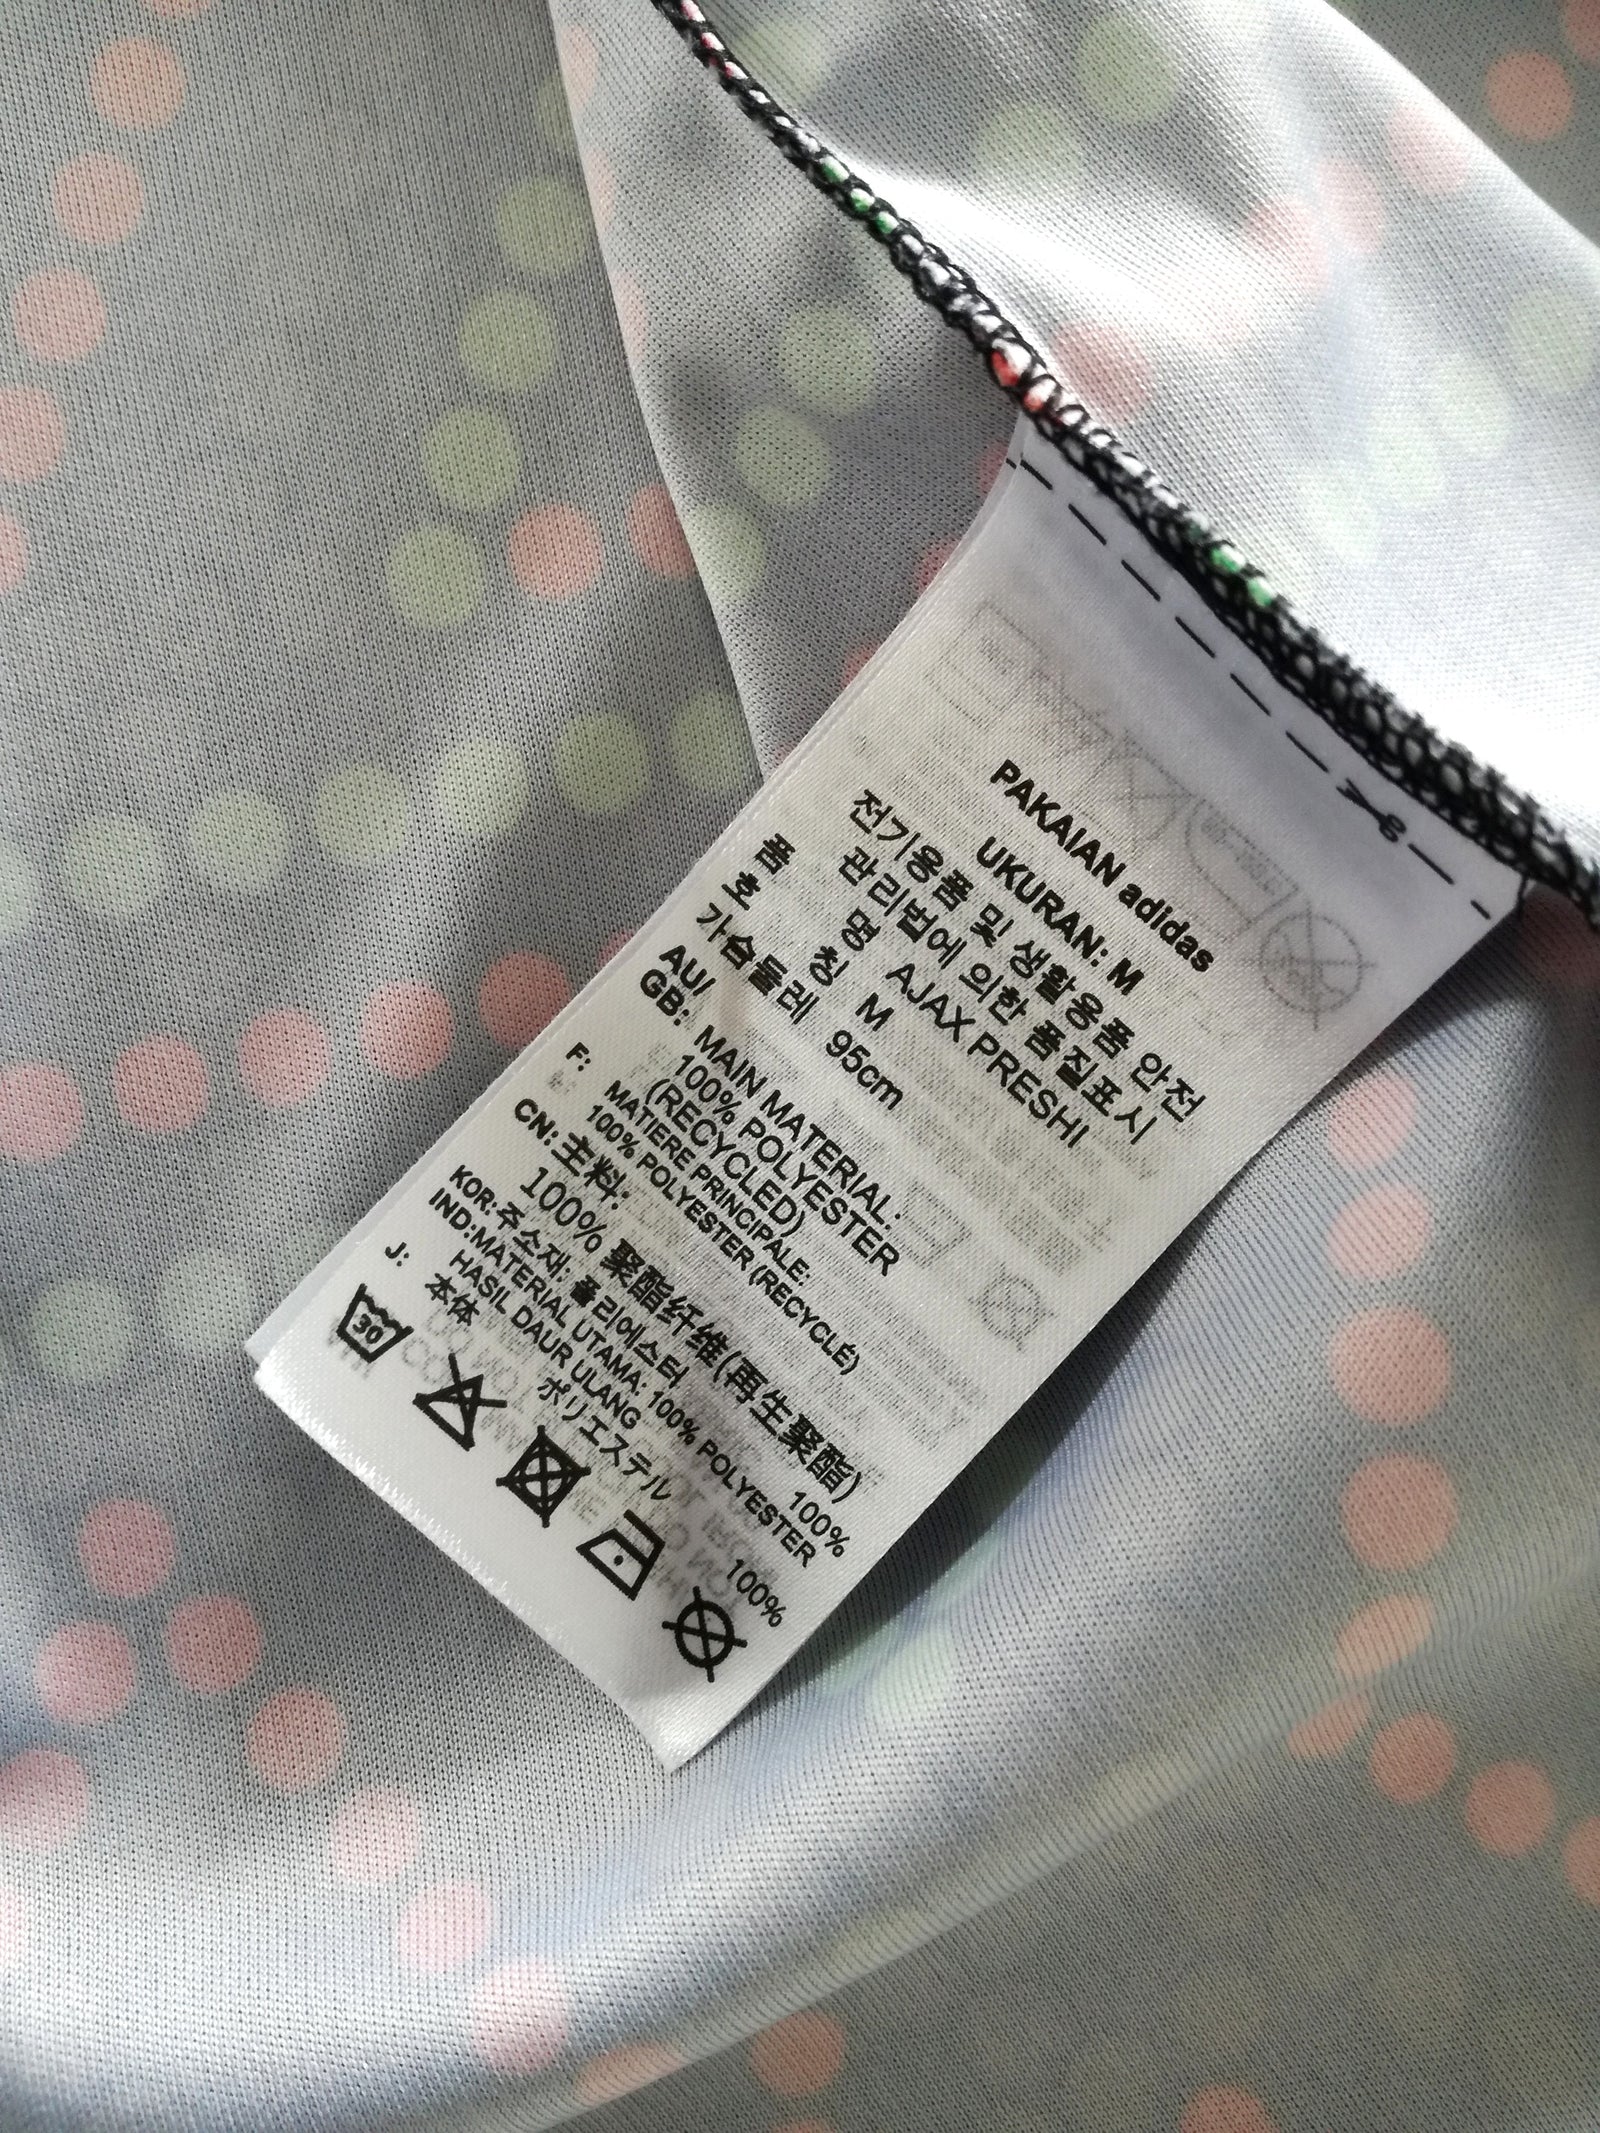 PAKAIAN adidas
UKURAN: M
전기용품 및 생활용품 안전
관리법에 의한 품질표시
품 명 AJAX PRESHI
호 칭 M
가슴둘레 95cm
AU/
GB: MAIN MATERIAL:
100% POLYESTER
(RECYCLED)
F: MATIERE PRINCIPALE:
100% POLYESTER (RECYCLÉ)
CN: 主料:
100% 聚酯纤维(再生聚酯)
KOR: 주소재: 폴리에스터 100%
IND:MATERIAL UTAMA: 100% POLYESTER
HASIL DAUR ULANG
J: 本体
ポリエステル 100%
30